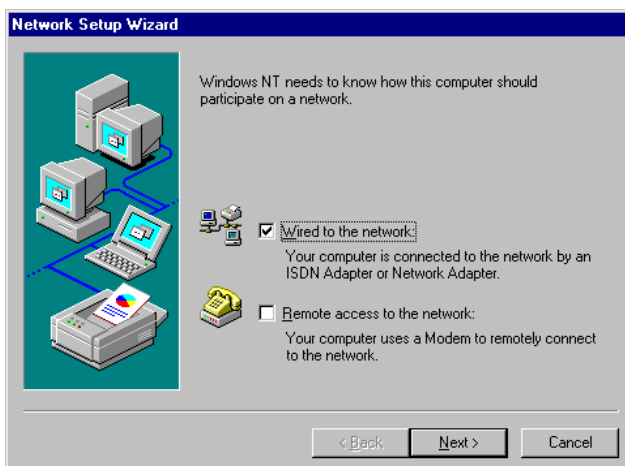 Network Setup Wizard
Windows NT needs to know how this computer should
participate on a network.
Wired to the network:
Your computer is connected to the network by an
ISDN Adapter or Network Adapter.
Remote access to the network:
Your computer uses a Modem to remotely connect
to the network.
< Back
Next >
Cancel